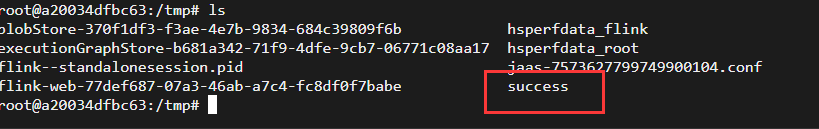 root@a20034dfbc63:/tmp# ls
blobStore-370f1df3-f3ae-4e7b-9834-684c39809f6b hsperfdata_flink
executionGraphStore-b681a342-71f9-4dfe-9cb7-06771c08aa17 hsperfdata_root
flink--standalonesession.pid jaas-7573627799749900104.conf
flink-web-77def687-07a3-46ab-a7c4-fc8df0f7babe success
root@a20034dfbc63:/tmp#